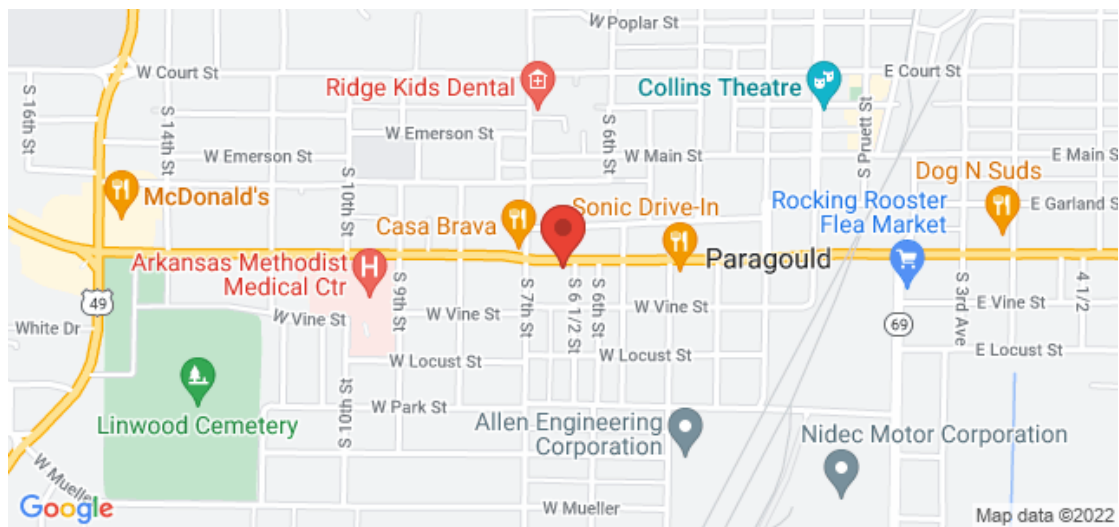 W Poplar St
W Court St
E Court St
Ridge Kids Dental
Collins Theatre
S 16th St
S 14th St
W Emerson St
S 6th St
S Pruett St
W Emerson St
W Main St
E Main St
Dog N Suds
McDonald's
S 10th St
Casa Brava
Sonic Drive-In
Rocking Rooster
Flea Market
E Garland S
Arkansas Methodist
Medical Ctr
Paragould
49
S 9th St
S 7th St
S 6 1/2 St
S 6th St
W Vine St
W Vine St
W Vine St
69
S 3rd Ave
E Vine St
4 1/2
White Dr
W Locust St
W Locust St
E Locust St
Linwood Cemetery
S 10th St
W Park St
Allen Engineering
Corporation
Nidec Motor Corporation
W Mueller
W Mueller
Google
Map data ©2022